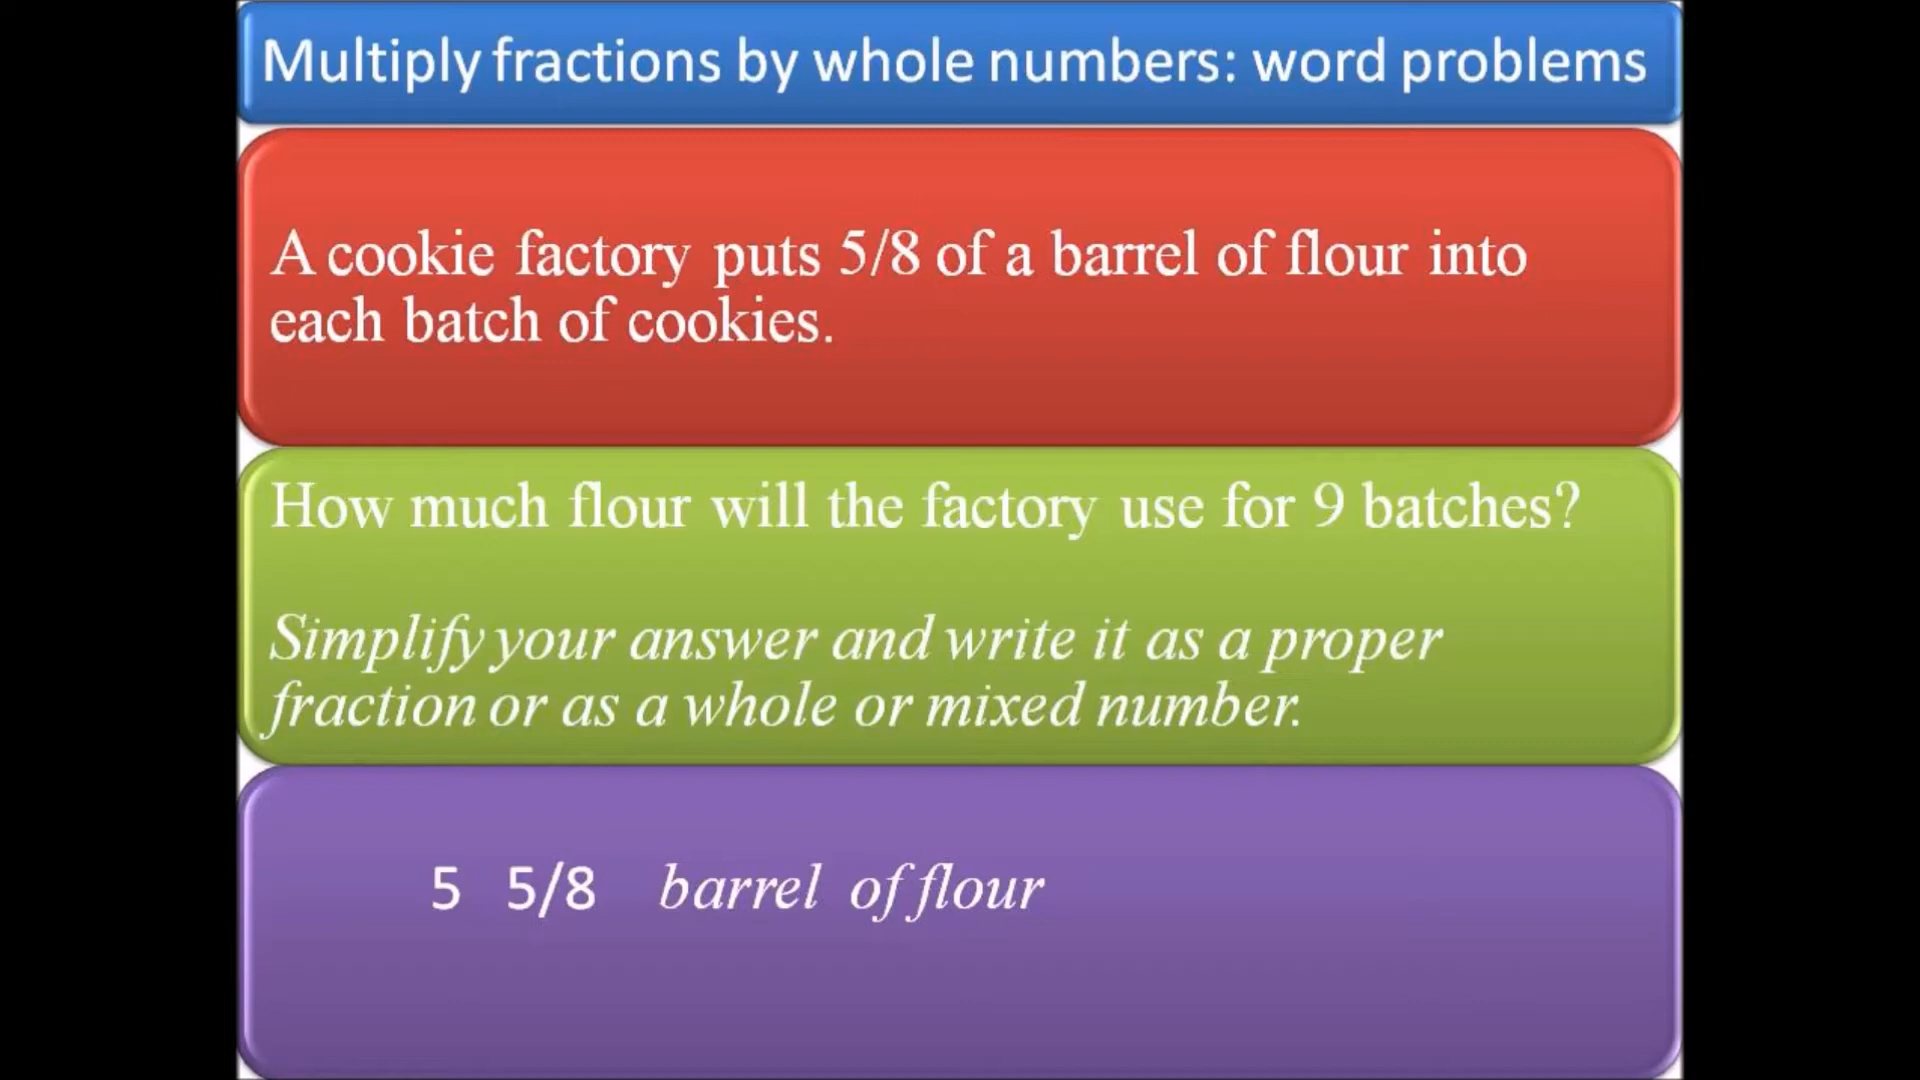 Multiply fractions by whole numbers: word problems
A cookie factory puts 5/8 of a barrel of flour into
each batch of cookies.
How much flour will the factory use for 9 batches?
Simplify your answer and write it as a proper
fraction or as a whole or mixed number.
5 5/8 barrel of flour